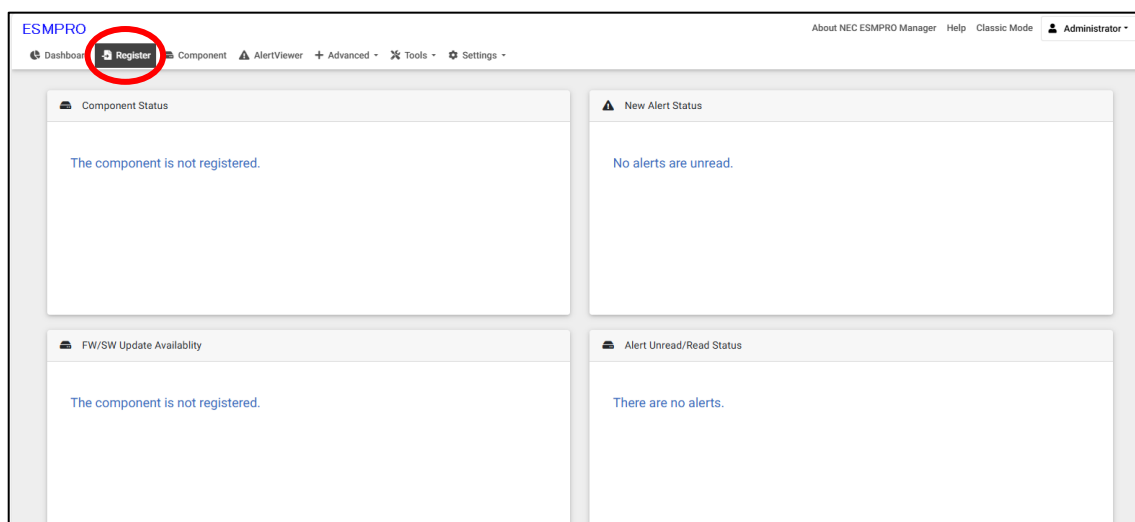 ESMPRO
About NEC ESMPRO Manager Help Classic Mode Administrator
Dashboard Register Component AlertViewer Advanced Tools Settings
Component Status
New Alert Status
The component is not registered.
No alerts are unread.
FW/SW Update Availablity
Alert Unread/Read Status
The component is not registered.
There are no alerts.